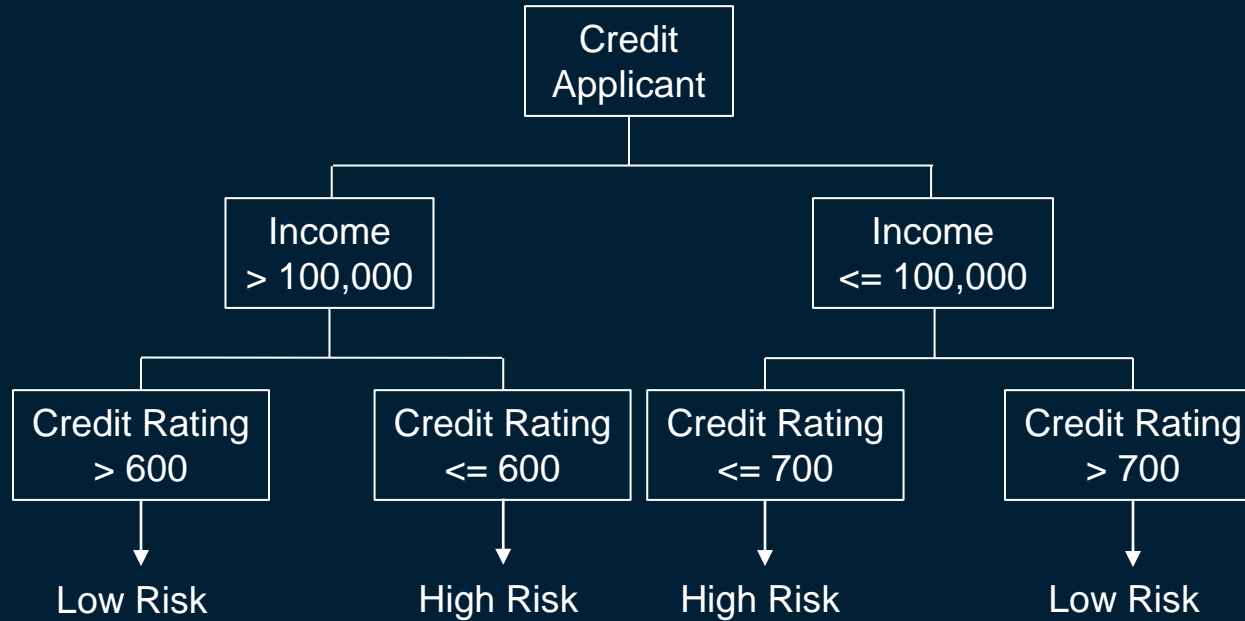 Credit
Applicant
Income
> 100,000
Income
<= 100,000
Credit Rating
> 600
Credit Rating
<= 600
Credit Rating
<= 700
Credit Rating
> 700
Low Risk
High Risk
High Risk
Low Risk